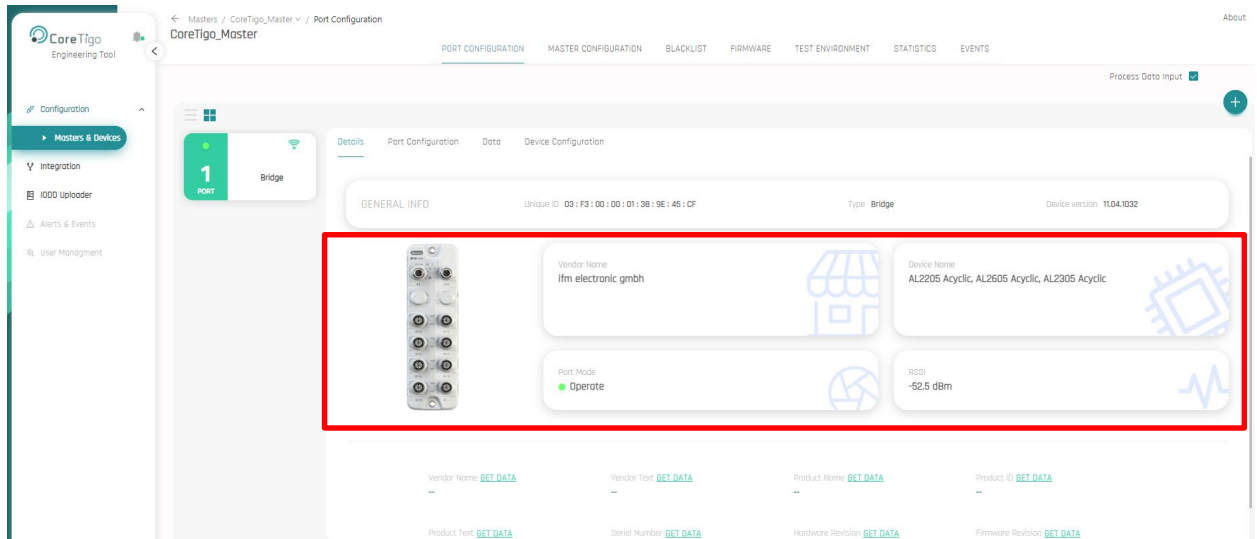 CoreTigo
Engineering Tool
← Masters / CoreTigo_Master / Port Configuration
CoreTigo_Master
About
PORT CONFIGURATION MASTER CONFIGURATION BLACKLIST FIRMWARE TEST ENVIRONMENT STATISTICS EVENTS
Process Data Input
Configuration
Masters & Devices
Integration
IODD Uploader
Alerts & Events
User Managment
1
PORT
Bridge
Details Port Configuration Data Device Configuration
GENERAL INFO Unique ID 03 : F3 : 00 : 00 : 01 : 38 : 9E : 45 : CF Type Bridge Device version 11.04.1032
Vendor Name
ifm electronic gmbh
Device Name
AL2205 Acyclic, AL2605 Acyclic, AL2305 Acyclic
Port Mode
Operate
RSSI
-52.5 dBm
Vendor Name GET DATA Vendor Text GET DATA Product Name GET DATA Product ID GET DATA
-- -- -- --
Product Text GET DATA Serial Number GET DATA Hardware Revision GET DATA Firmware Revision GET DATA